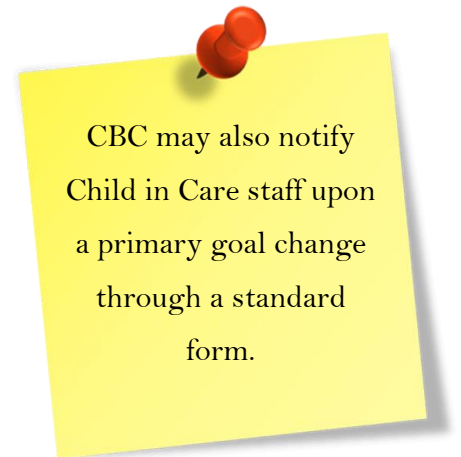 CBC may also notify
Child in Care staff upon
a primary goal change
through a standard
form.